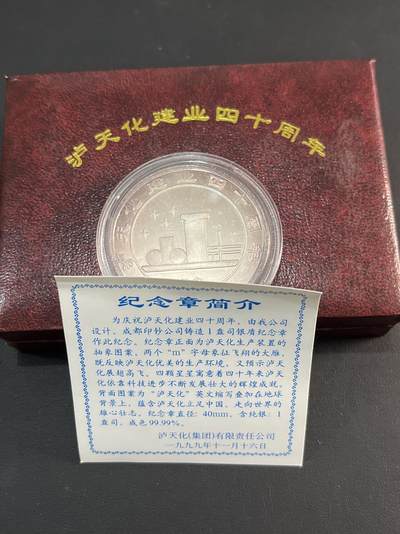 泸天化建业四十周年
泸天化建业四十周年
纪念章简介
为庆祝泸天化建业四十周年，由我公司
设计，成都印钞公司铸造1盎司银盾纪念章
作此纪念。纪念章正面为泸天化生产装置的
抽象图案，两个“m”字母象征飞翔的大雁，
既反映泸天化优美的生产环境，又预示泸天
化展翅高飞。四颗星星寓意着四十年来泸天
化依靠科技进步不断发展壮大的辉煌成就。
背面图案为“泸天化”英文缩写叠加在地球
背景上，蕴含泸天化立足中国，走向世界的
雄心壮志。纪念章直径：40mm，含纯银：1
盎司，成色99.99%。
泸天化(集团)有限责任公司
一九九九年十一月十六日